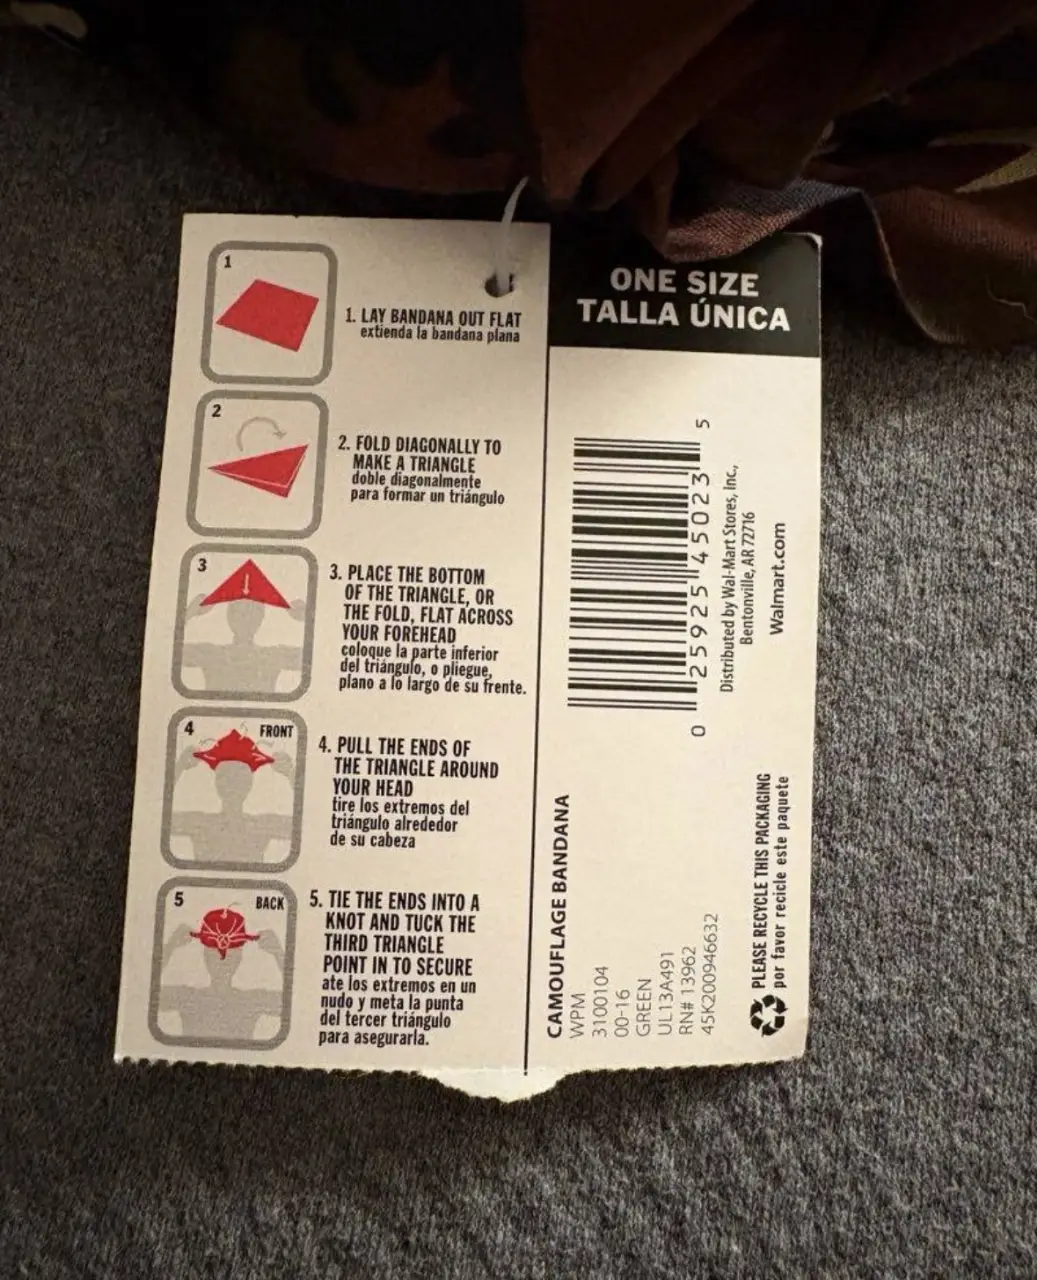 1
1. LAY BANDANA OUT FLAT
extienda la bandana plana
2
2. FOLD DIAGONALLY TO
MAKE A TRIANGLE
doble diagonalmente
para formar un triángulo
3
3. PLACE THE BOTTOM
OF THE TRIANGLE, OR
THE FOLD, FLAT ACROSS
YOUR FOREHEAD
coloque la parte inferior
del triángulo, o pliegue,
plano a lo largo de su frente.
4 FRONT
4. PULL THE ENDS OF
THE TRIANGLE AROUND
YOUR HEAD
tire los extremos del
triángulo alrededor
de su cabeza
5 BACK
5. TIE THE ENDS INTO A
KNOT AND TUCK THE
THIRD TRIANGLE
POINT IN TO SECURE
ate los extremos en un
nudo y meta la punta
del tercer triángulo
para asegurarla.
ONE SIZE
TALLA ÚNICA
0 25925 45023 5
Distributed by Wal-Mart Stores, Inc.,
Bentonville, AR 72716
Walmart.com
CAMOUFLAGE BANDANA
WPM
3100104
00-16
GREEN
UL13A491
RN# 13962
45K200946632
PLEASE RECYCLE THIS PACKAGING
por favor recicle este paquete